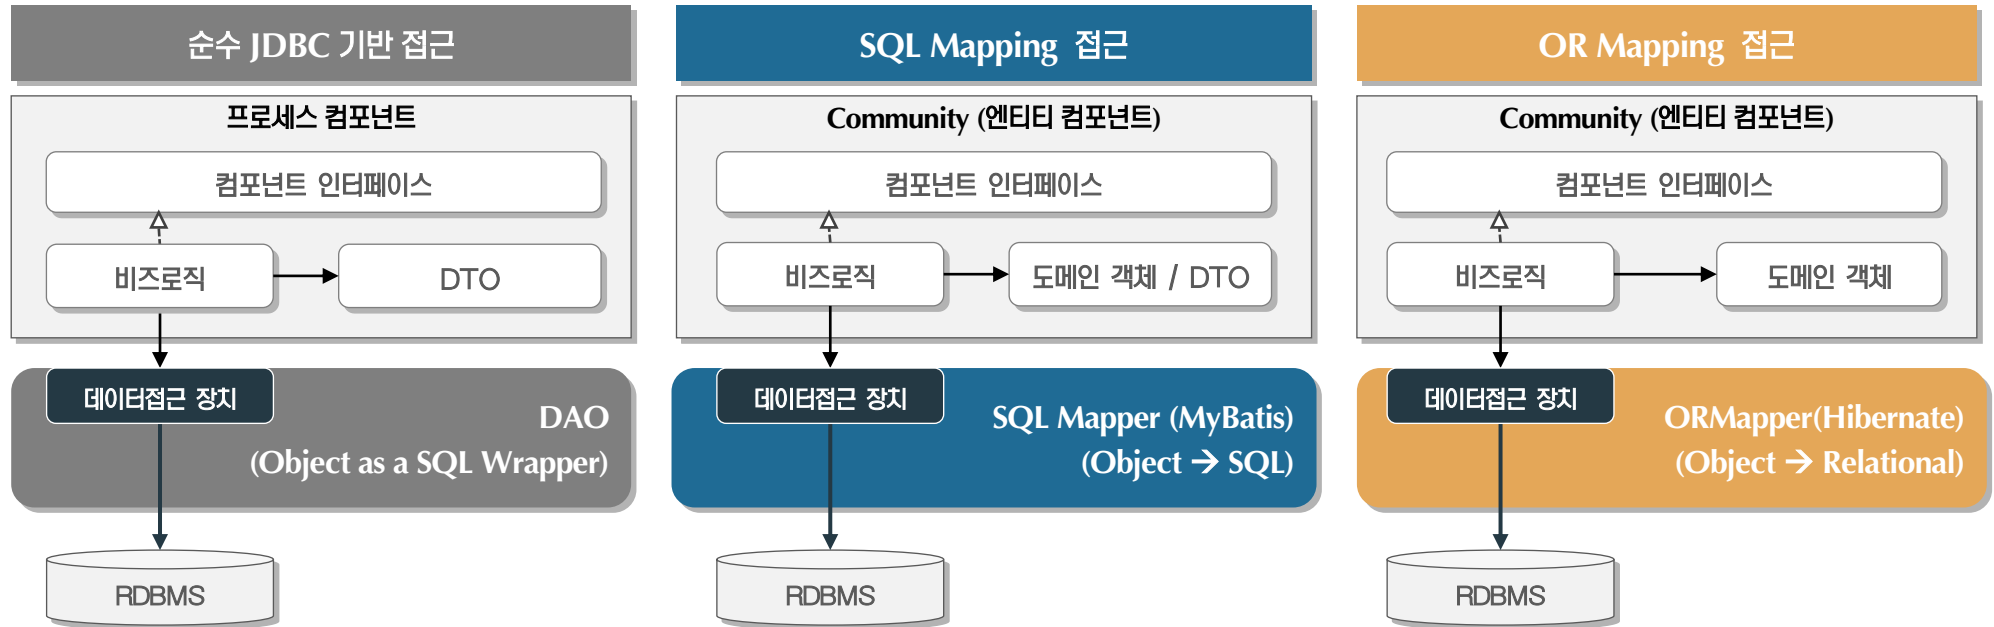 순수 JDBC 기반 접근
프로세스 컴포넌트
컴포넌트 인터페이스
비즈로직
DTO
데이터접근 장치
DAO
(Object as a SQL Wrapper)
RDBMS
SQL Mapping 접근
Community (엔티티 컴포넌트)
컴포넌트 인터페이스
비즈로직
도메인 객체 / DTO
데이터접근 장치
SQL Mapper (MyBatis)
(Object → SQL)
RDBMS
OR Mapping 접근
Community (엔티티 컴포넌트)
컴포넌트 인터페이스
비즈로직
도메인 객체
데이터접근 장치
ORMapper(Hibernate)
(Object → Relational)
RDBMS